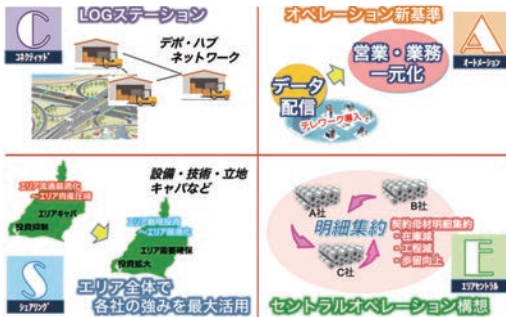 C
コネクティッド
LOGステーション
デポ・ハブ
ネットワーク
オペレーション新基準
A
オートメーション
営業・業務
一元化
データ
配信
テレワーク導入
設備・技術・立地
キャパなど
エリア流通最適化
エリアキャパ
投資抑制
エリア需要確保
投資拡大
S
シェアリング
エリア全体で
各社の強みを最大活用
A社
B社
明細集約
C社
契約母材明細集約
・在庫減
・工程減
・歩留向上
E
エリアセントラル
セントラルオペレーション構想